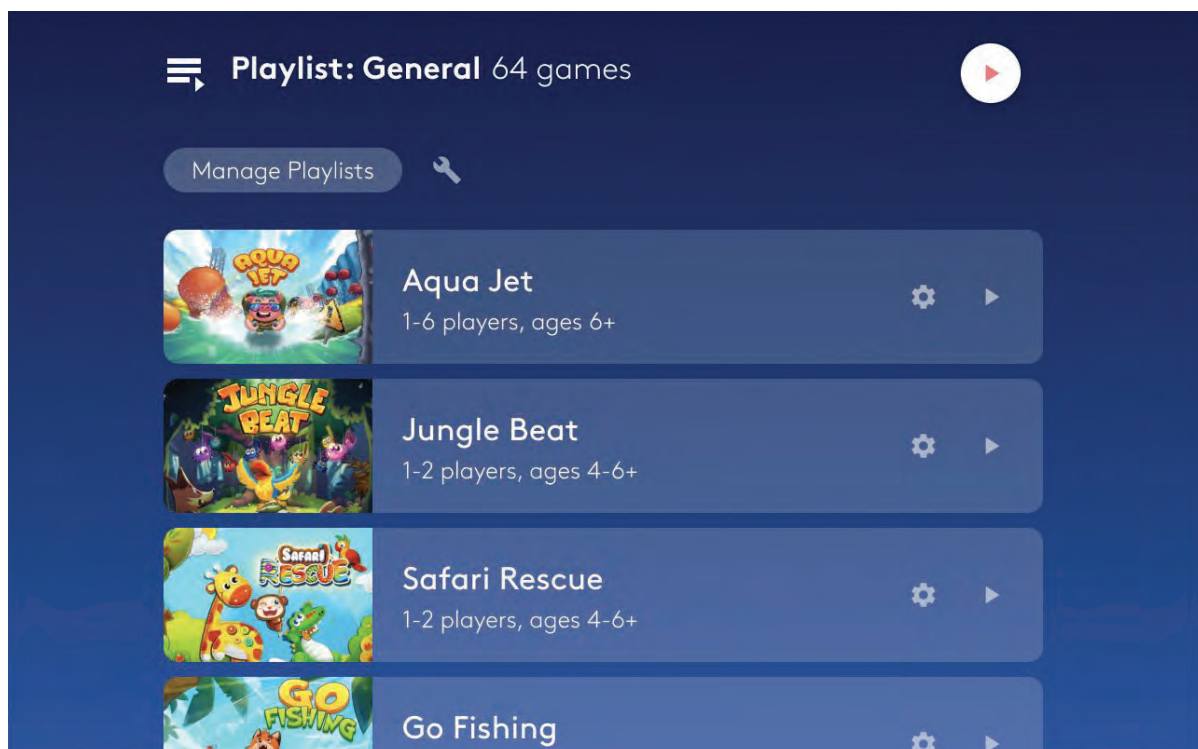 Playlist: General 64 games
Manage Playlists
AQUA
JET
Aqua Jet
1-6 players, ages 6+
JUNGLE
BEAT
Jungle Beat
1-2 players, ages 4-6+
SAFARI
RESCUE
Safari Rescue
1-2 players, ages 4-6+
GO
FISHING
Go Fishing